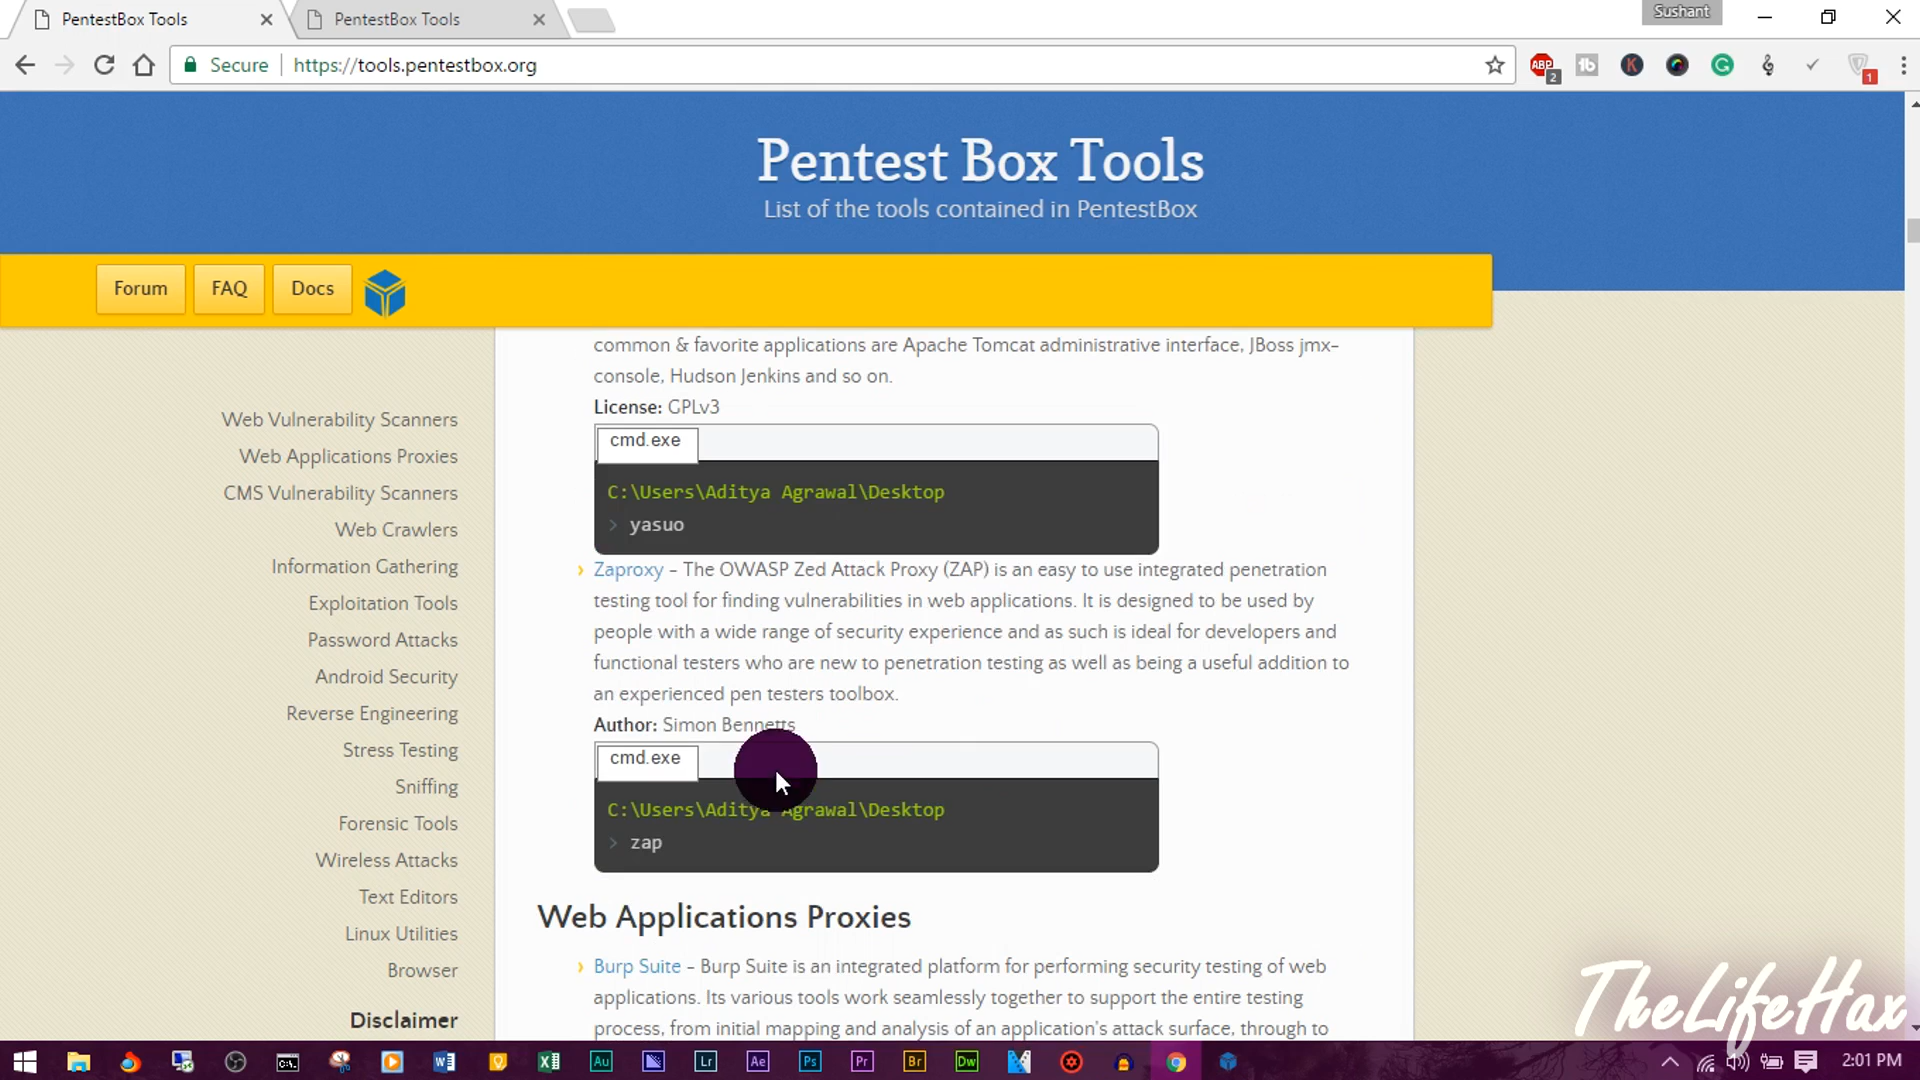 PentestBox Tools
PentestBox Tools
Sushant
Secure
https://tools.pentestbox.org
ABP
2
1
Pentest Box Tools
List of the tools contained in PentestBox
Forum
FAQ
Docs
Web Vulnerability Scanners
Web Applications Proxies
CMS Vulnerability Scanners
Web Crawlers
Information Gathering
Exploitation Tools
Password Attacks
Android Security
Reverse Engineering
Stress Testing
Sniffing
Forensic Tools
Wireless Attacks
Text Editors
Linux Utilities
Browser
Disclaimer
common & favorite applications are Apache Tomcat administrative interface, JBoss jmx-
console, Hudson Jenkins and so on.
License: GPLv3
cmd.exe
C:\Users\Aditya Agrawal\Desktop
> yasuo
Zaproxy - The OWASP Zed Attack Proxy (ZAP) is an easy to use integrated penetration
testing tool for finding vulnerabilities in web applications. It is designed to be used by
people with a wide range of security experience and as such is ideal for developers and
functional testers who are new to penetration testing as well as being a useful addition to
an experienced pen testers toolbox.
Author: Simon Bennetts
cmd.exe
C:\Users\Aditya Agrawal\Desktop
> zap
Web Applications Proxies
Burp Suite - Burp Suite is an integrated platform for performing security testing of web
applications. Its various tools work seamlessly together to support the entire testing
process, from initial mapping and analysis of an application's attack surface, through to
TheLifeHax
Au
Lr
Ae
Ps
Pr
Br
Dw
2:01 PM